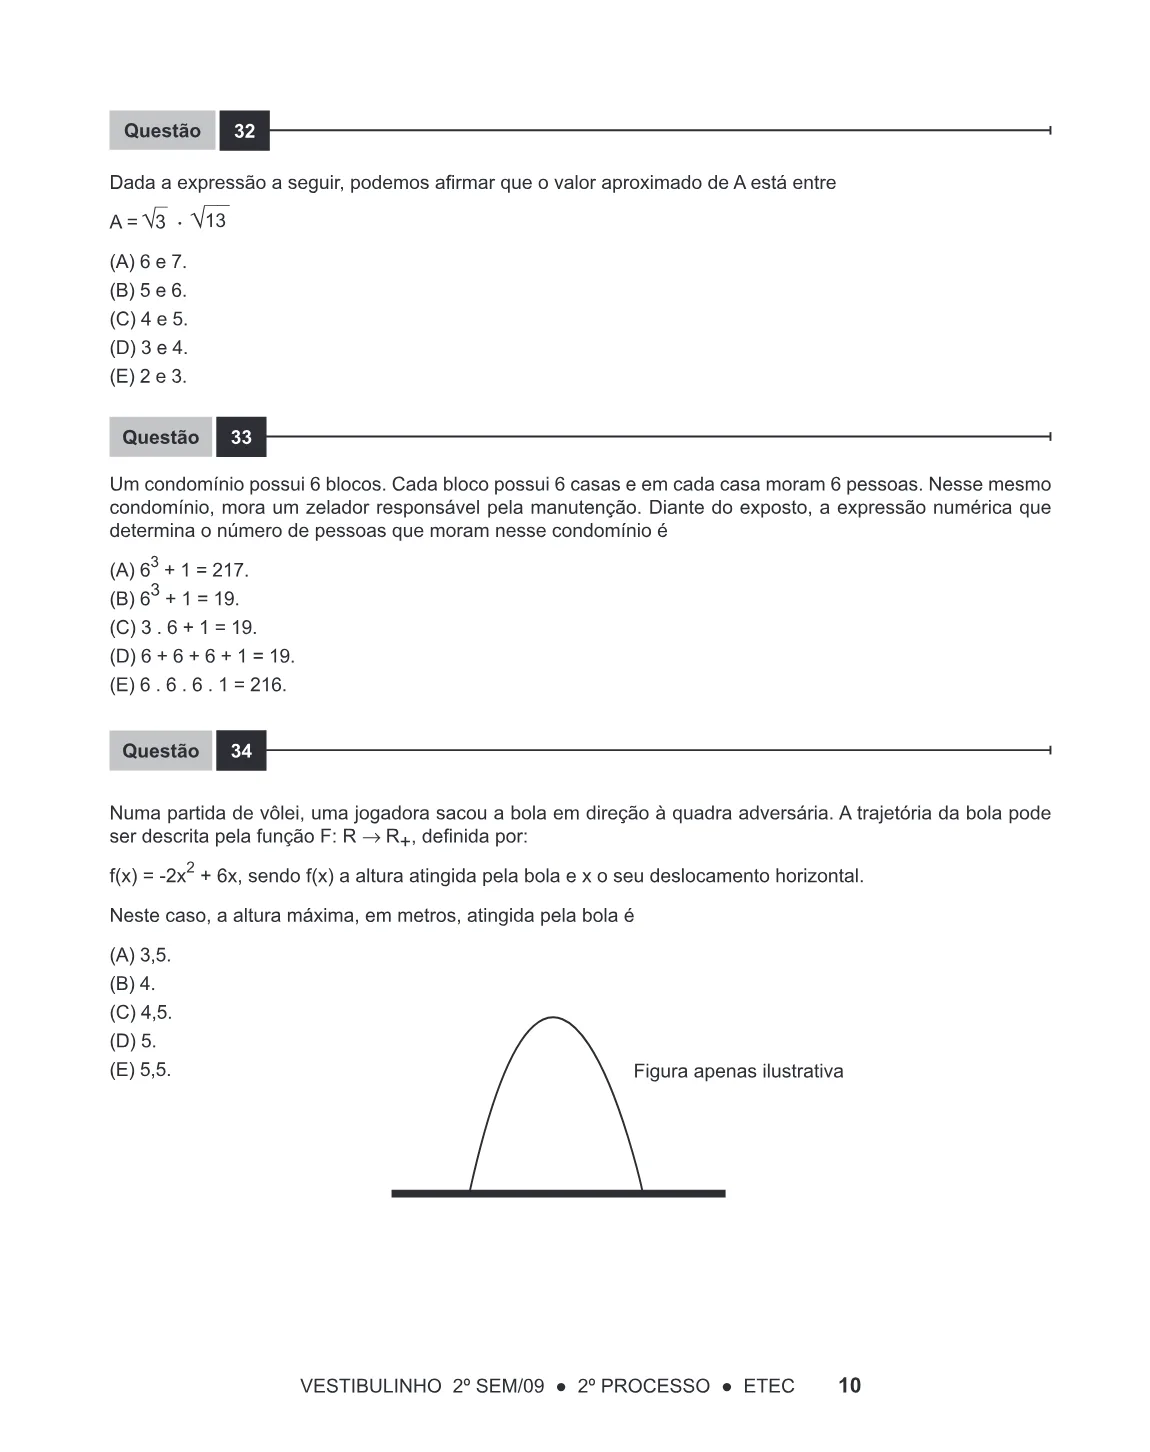 Questão 32
Dada a expressão a seguir, podemos afirmar que o valor aproximado de A está entre
A = √3 . √13
(A) 6 e 7.
(B) 5 e 6.
(C) 4 e 5.
(D) 3 e 4.
(E) 2 e 3.
Questão 33
Um condomínio possui 6 blocos. Cada bloco possui 6 casas e em cada casa moram 6 pessoas. Nesse mesmo
condomínio, mora um zelador responsável pela manutenção. Diante do exposto, a expressão numérica que
determina o número de pessoas que moram nesse condomínio é
(A) 6³ + 1 = 217.
(B) 6³ + 1 = 19.
(C) 3 . 6 + 1 = 19.
(D) 6 + 6 + 6 + 1 = 19.
(E) 6 . 6 . 6 . 1 = 216.
Questão 34
Numa partida de vôlei, uma jogadora sacou a bola em direção à quadra adversária. A trajetória da bola pode
ser descrita pela função F: R → R₊, definida por:
f(x) = -2x² + 6x, sendo f(x) a altura atingida pela bola e x o seu deslocamento horizontal.
Neste caso, a altura máxima, em metros, atingida pela bola é
(A) 3,5.
(B) 4.
(C) 4,5.
(D) 5.
(E) 5,5.
Figura apenas ilustrativa
VESTIBULINHO 2º SEM/09 ● 2º PROCESSO ● ETEC 10